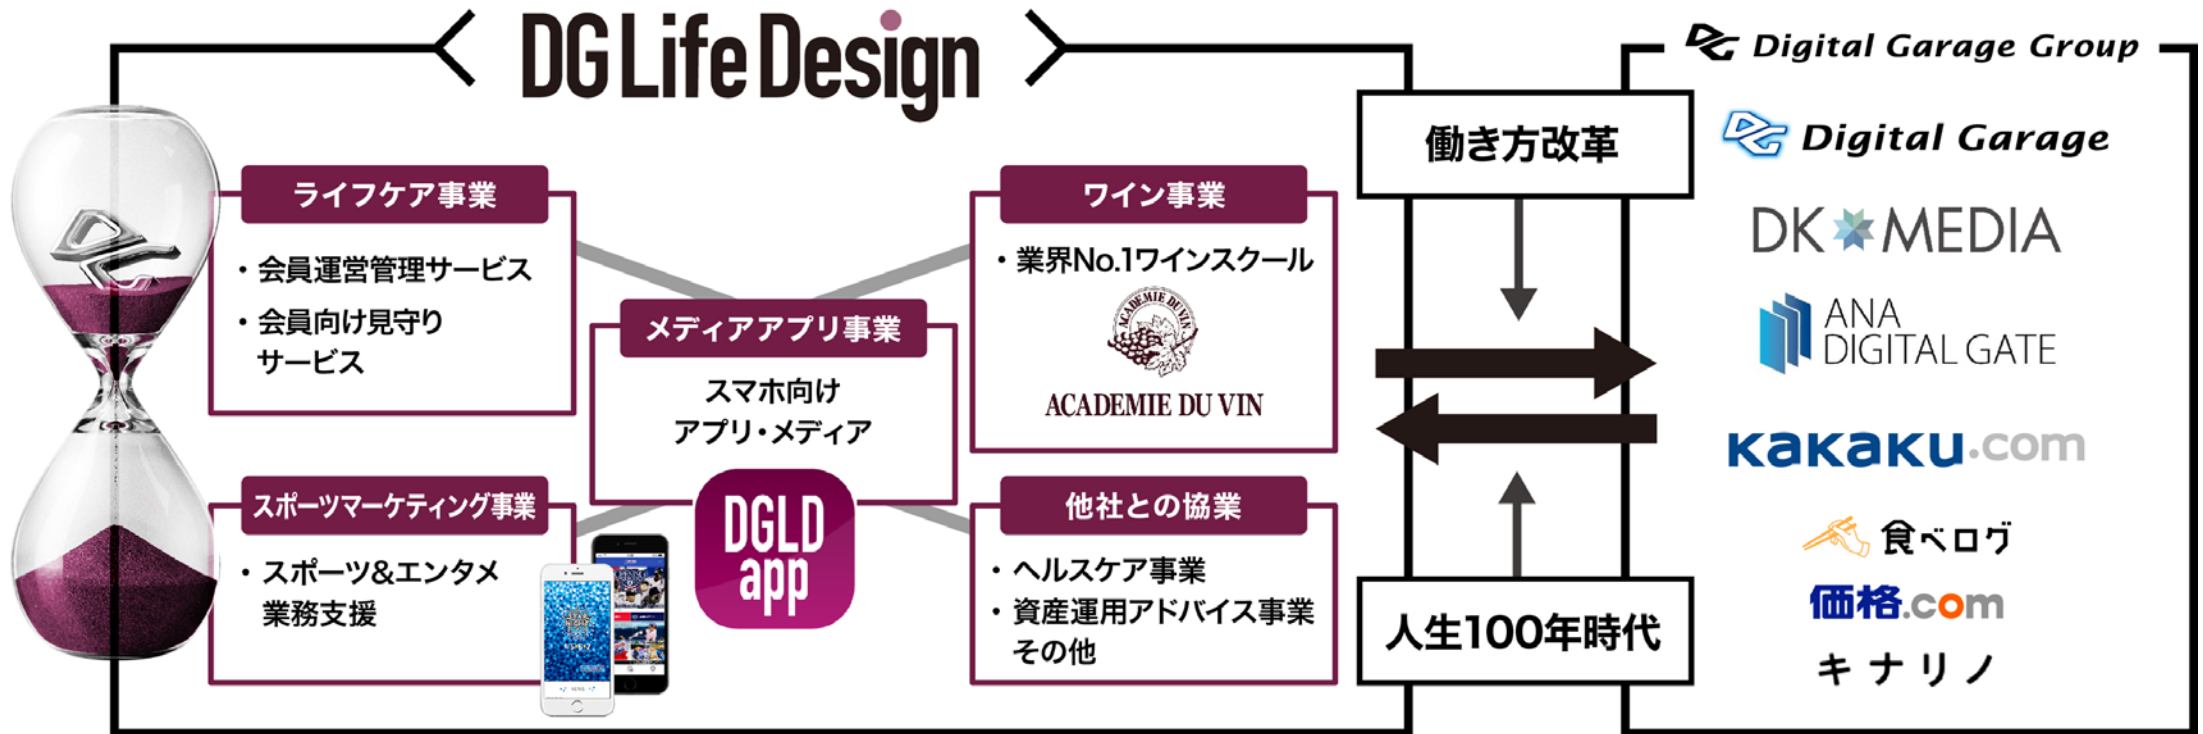 DG Life Design
ライフケア事業
・会員運営管理サービス
・会員向け見守り
サービス
ワイン事業
・業界No.1ワインスクール
ACADEMIE DU VIN
ACADEMIE DU VIN
メディアアプリ事業
スマホ向け
アプリ・メディア
DGLD
app
スポーツマーケティング事業
・スポーツ&エンタメ
業務支援
他社との協業
・ヘルスケア事業
・資産運用アドバイス事業
その他
働き方改革
人生100年時代
Digital Garage Group
Digital Garage
DK MEDIA
ANA
DIGITAL GATE
kakaku.com
食べログ
価格.com
キナリノ